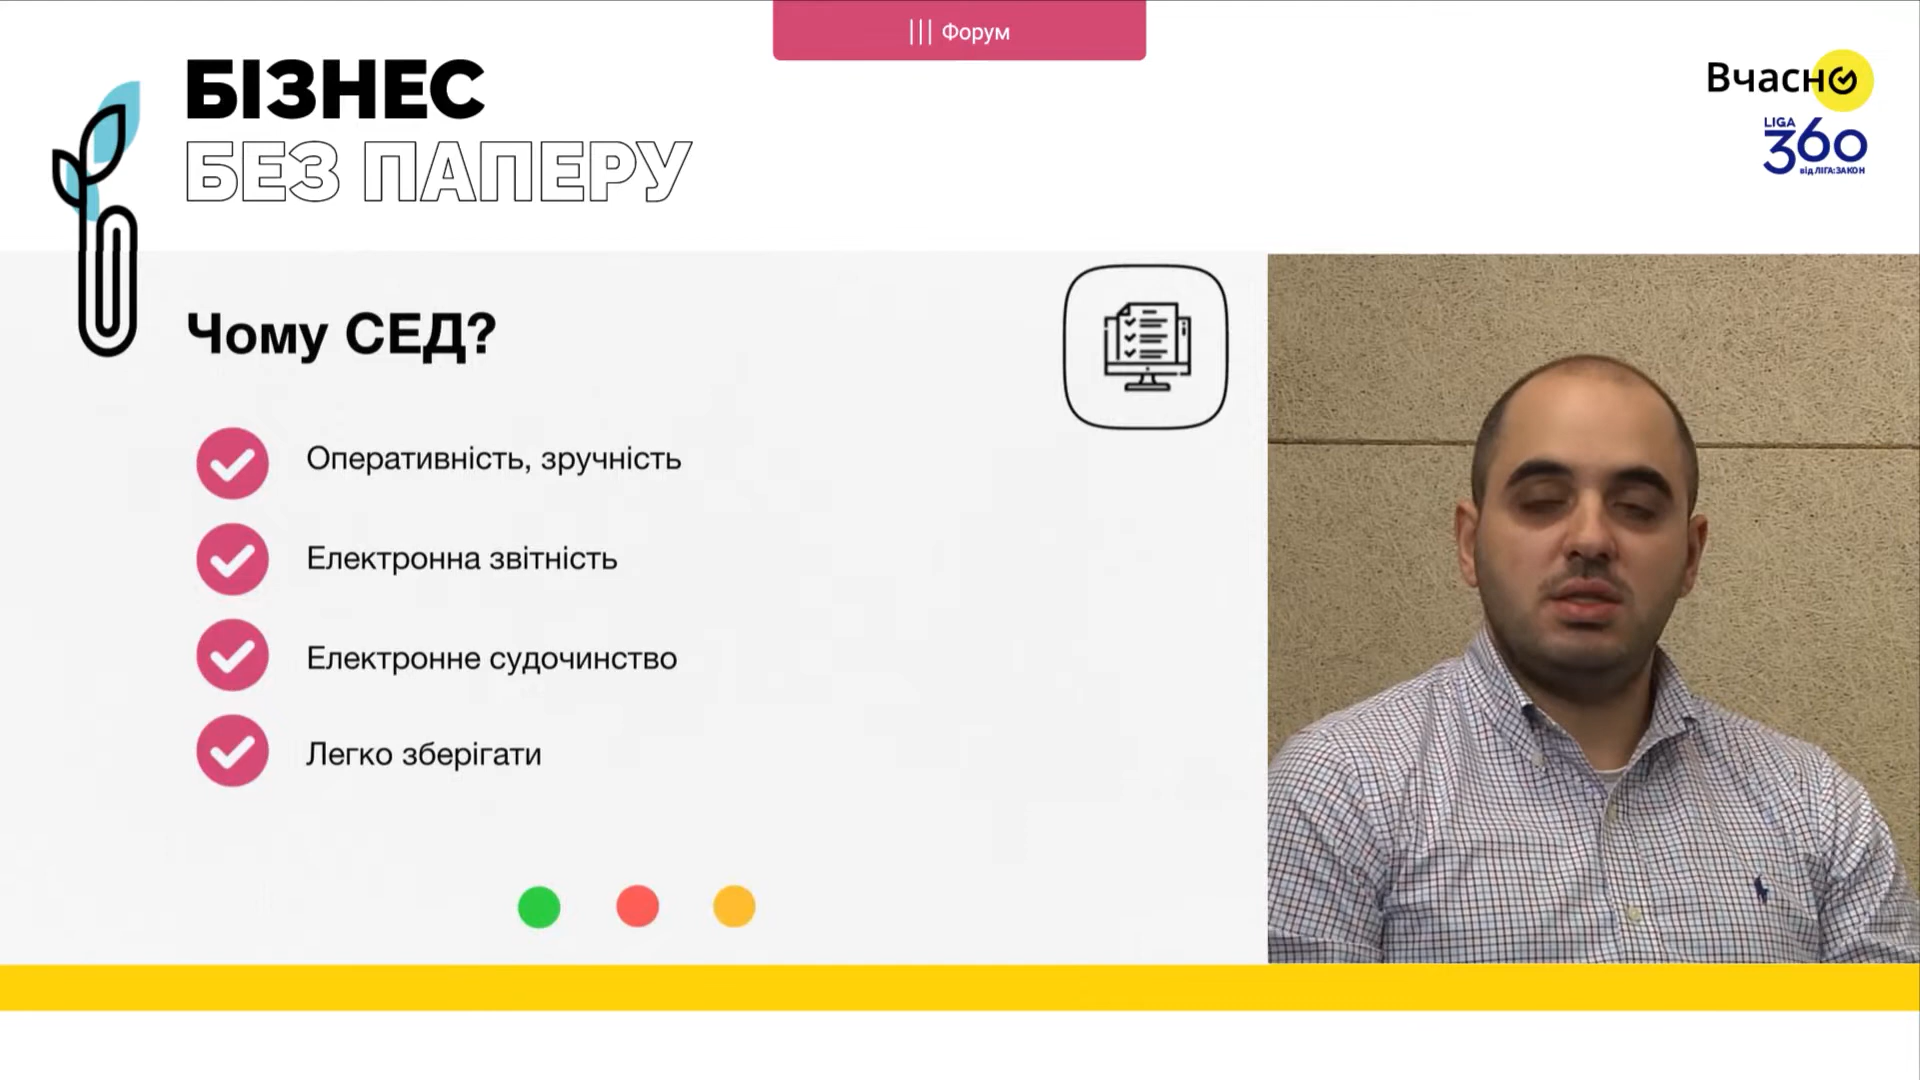 ||| Форум
БІЗНЕС
БЕЗ ПАПЕРУ
Вчасно
LIGA
360
від ЛІГА:ЗАКОН
Чому СЕД?
Оперативність, зручність
Електронна звітність
Електронне судочинство
Легко зберігати